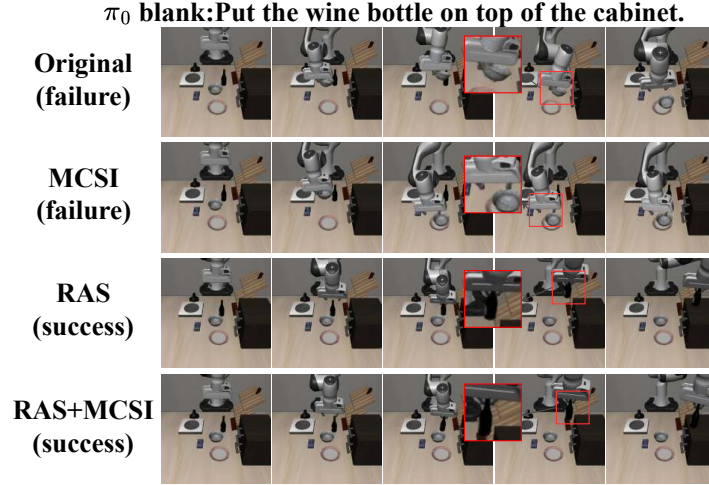 π₀ blank:Put the wine bottle on top of the cabinet.
Original
(failure)
MCSI
(failure)
RAS
(success)
RAS+MCSI
(success)